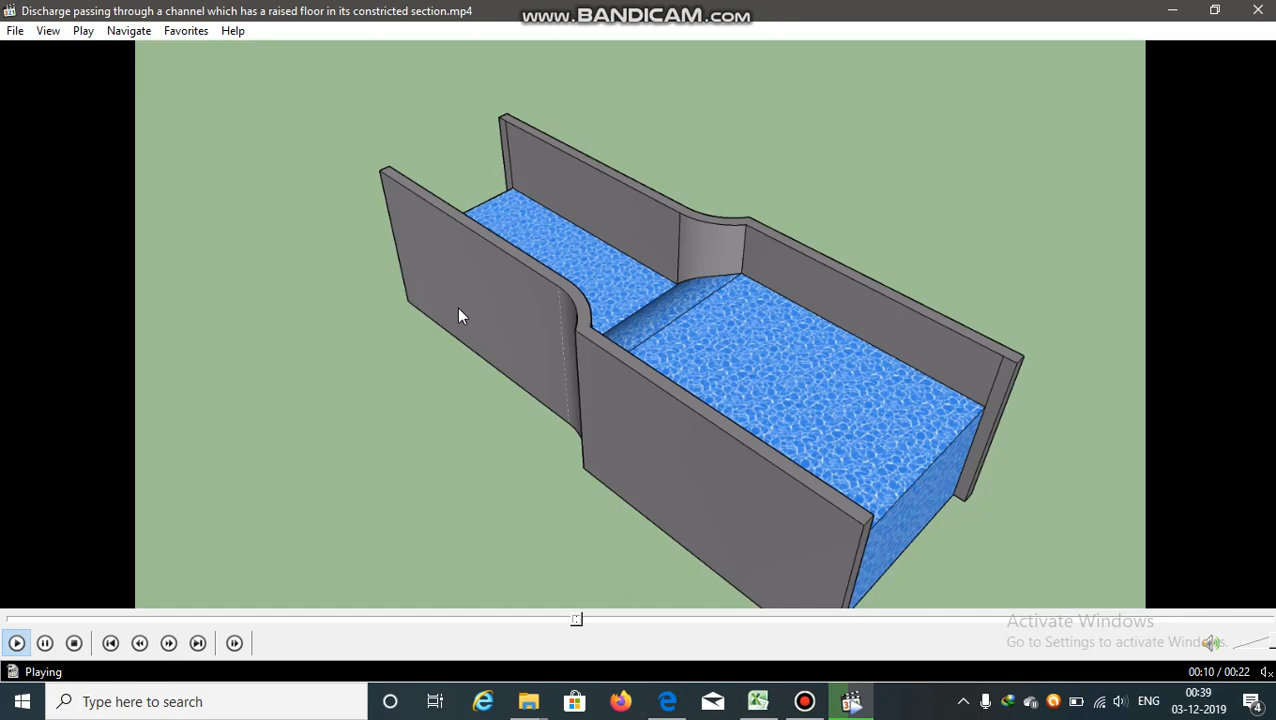 Discharge passing through a channel which has a raised floor in its constricted section.mp4
www.BANDICAM.com
File View Play Navigate Favorites Help
Activate Windows
Go to Settings to activate Windows.
Playing
00:10 / 00:22
Type here to search
ENG
00:39
03-12-2019
4